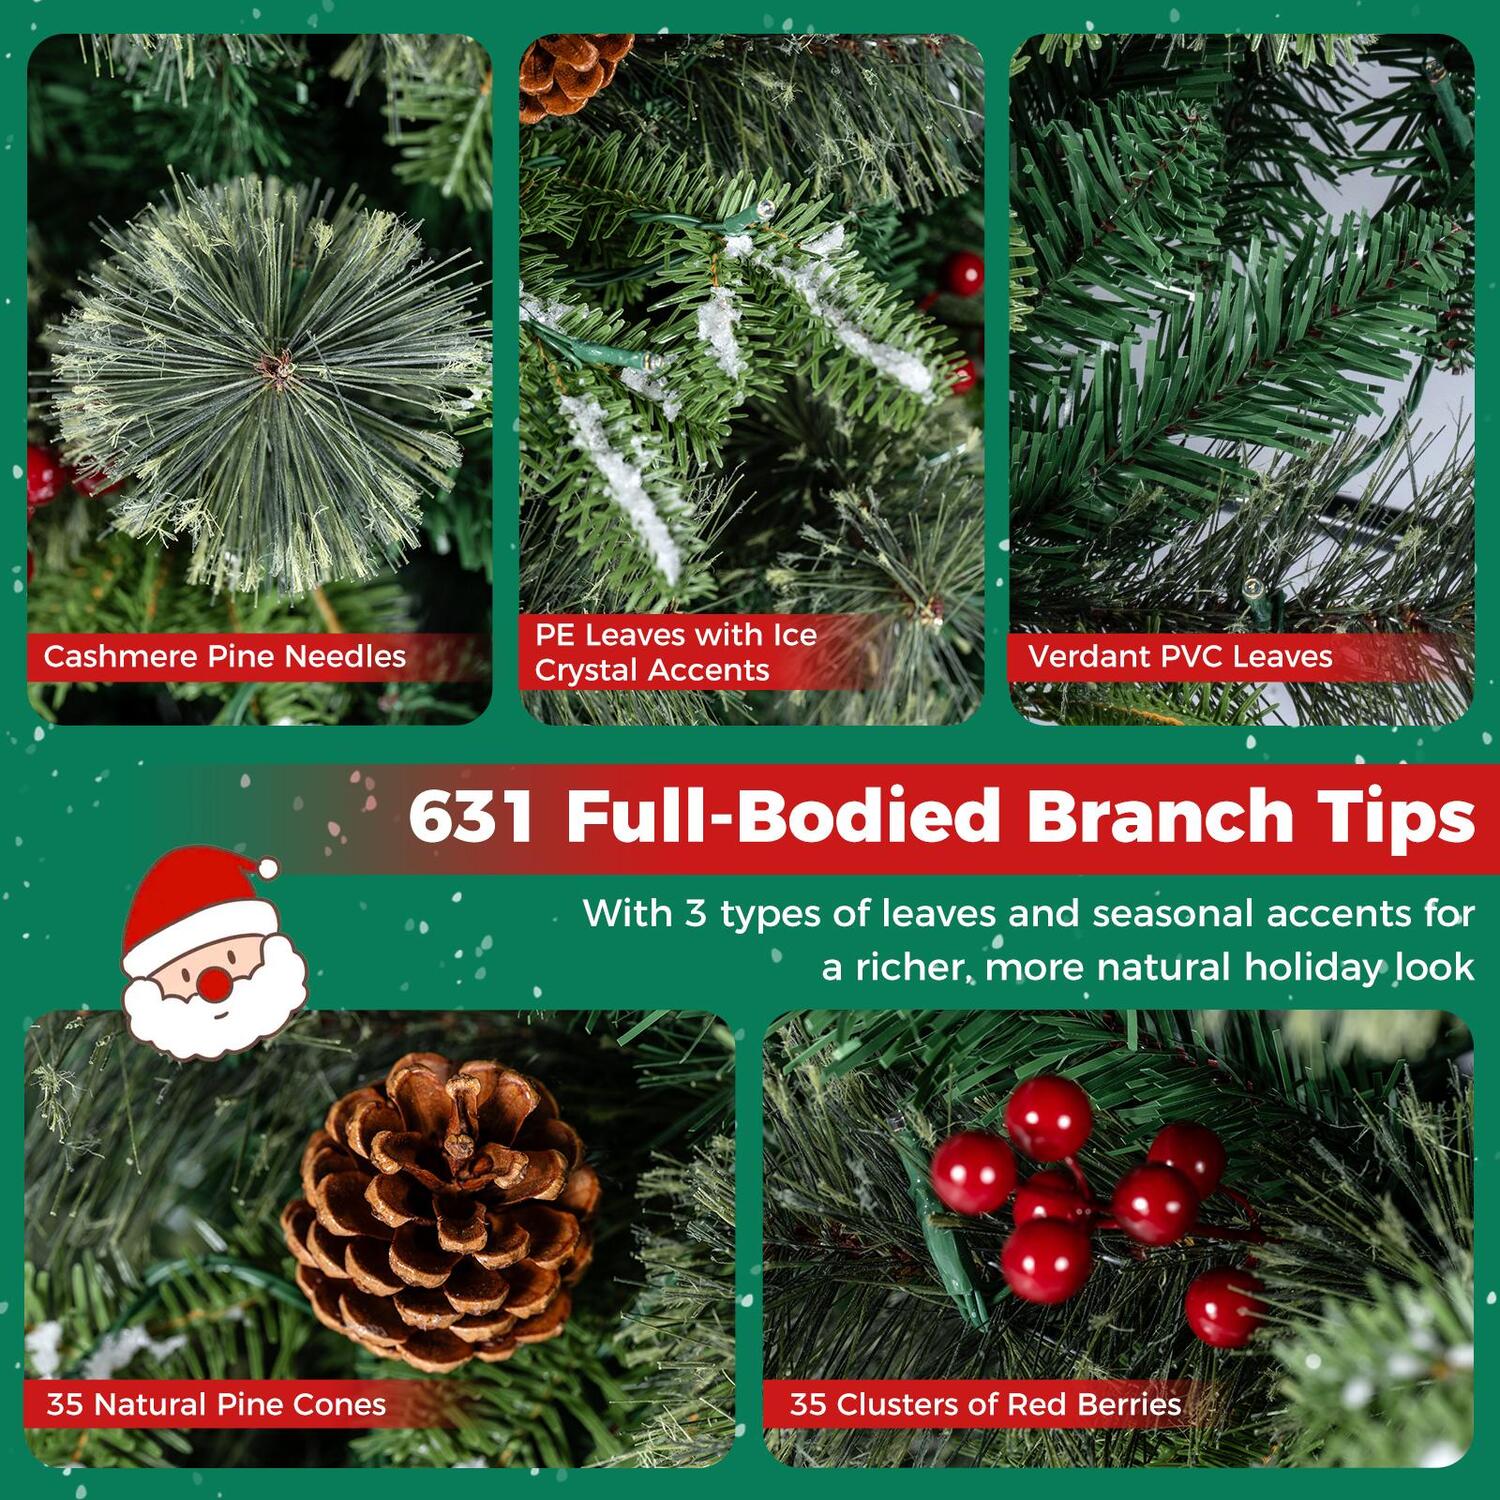 Cashmere Pine Needles
PE Leaves with Ice
Crystal Accents
Verdant PVC Leaves
631 Full-Bodied Branch Tips
With 3 types of leaves and seasonal accents for
a richer, more natural holiday look
35 Natural Pine Cones
35 Clusters of Red Berries